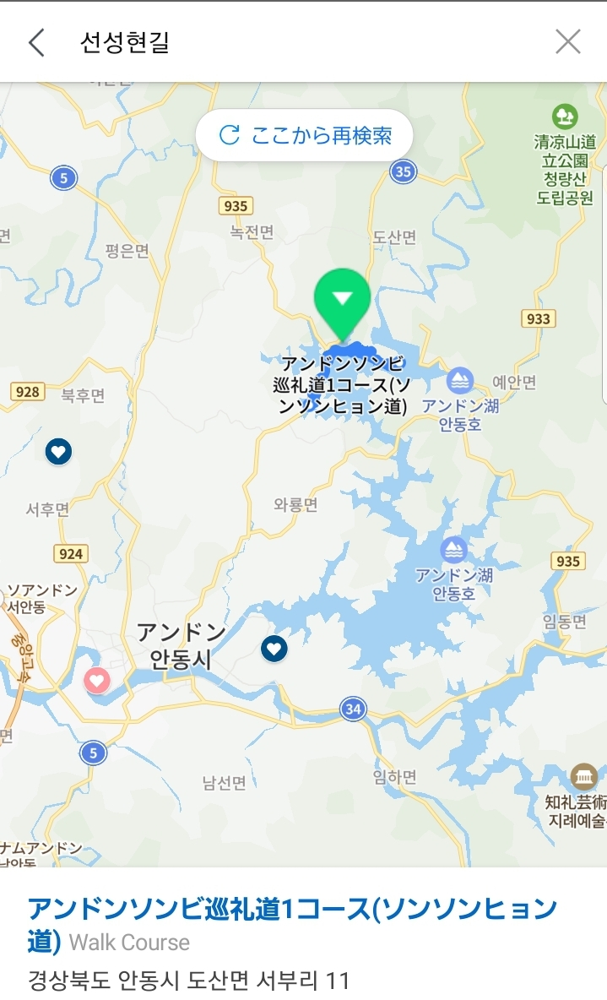 선성현길
ここから再検索
清凉山道
立公園
청량산
도립공원
5
35
935
녹전면
도산면
평은면
면
933
アンドンソンビ
巡礼道1コース(ソ
ンソンヒョン道)
928
북후면
예안면
アンドン湖
안동호
서후면
와룡면
924
アンドン湖
안동호
935
ソアンドン
서안동
임동면
アンドン
안동시
중앙고속
34
면
5
남선면
임하면
知礼芸術
지례예술
ナムアンドン
남안동
アンドンソンビ巡礼道1コース(ソンソンヒョン
道) Walk Course
경상북도 안동시 도산면 서부리 11